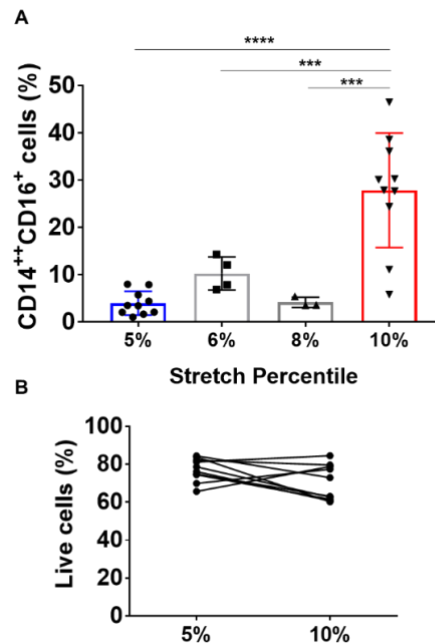 A
****
***
***
CD14++CD16+ cells (%)
50
40
30
20
10
0
5% 6% 8% 10%
Stretch Percentile
B
Live cells (%)
100
80
60
40
20
0
5% 10%